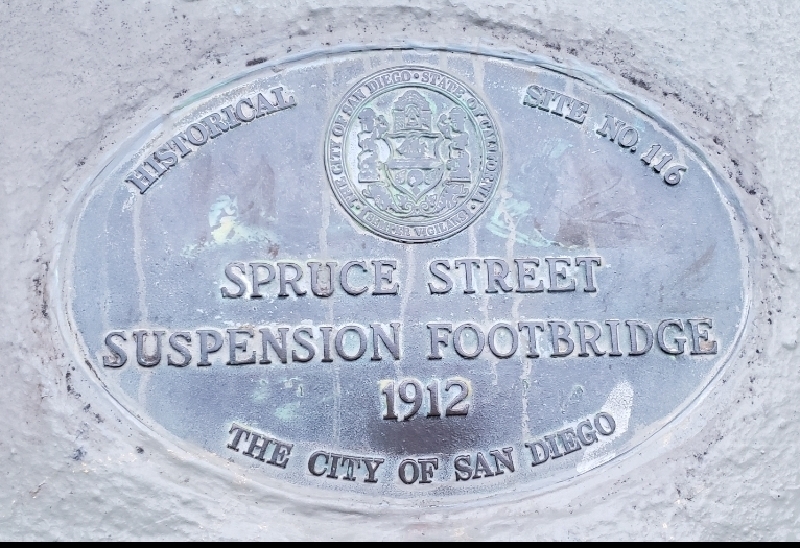 HISTORICAL
SITE NO. 116
THE CITY OF SAN DIEGO • STATE OF CALIFORNIA •
SEMPER VIGILANS
SPRUCE STREET
SUSPENSION FOOTBRIDGE
1912
THE CITY OF SAN DIEGO